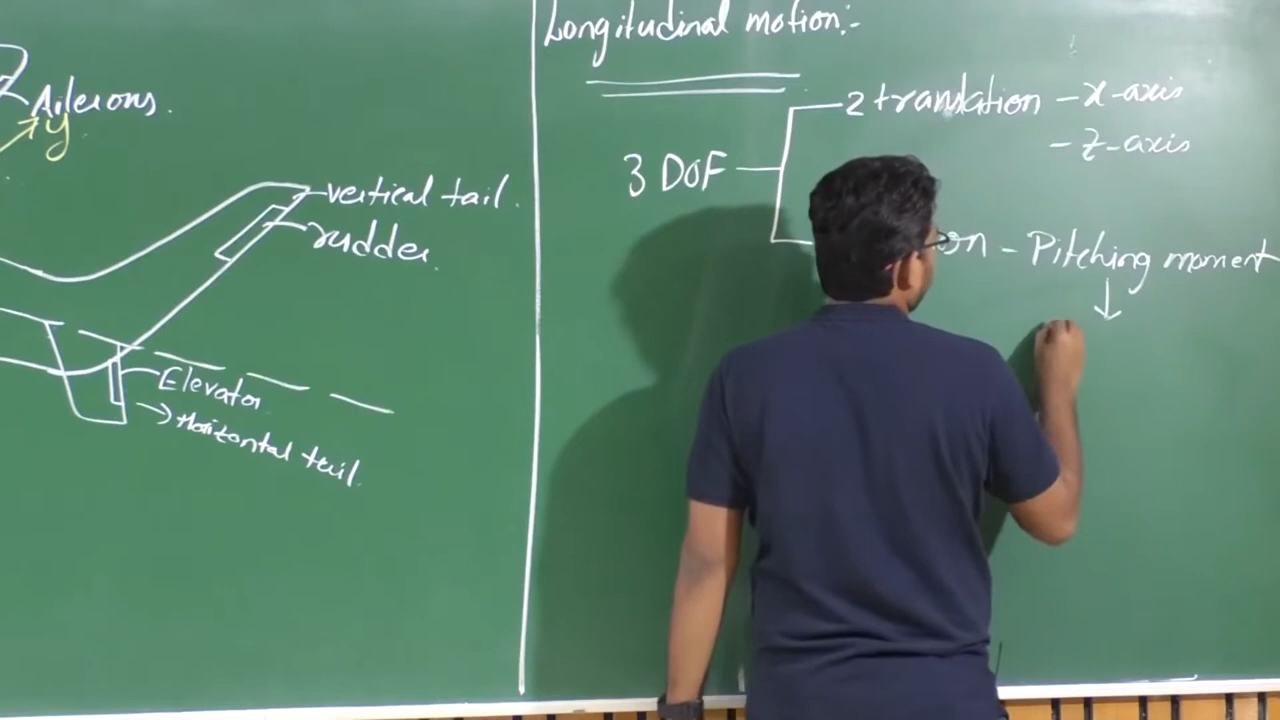 Ailerons.
y
vertical tail.
rudder.
Elevator
Horizontal tail.
Longitudinal motion:-
2 translation - x-axis
- z-axis
3 DOF
on - Pitching moment